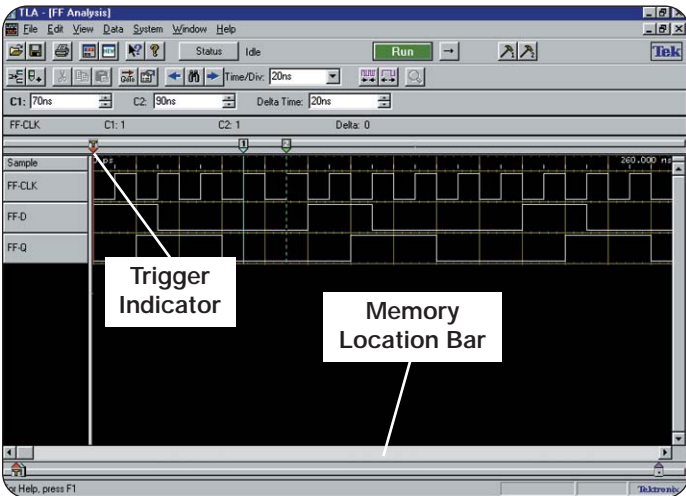 TLA - [FF Analysis]
File Edit View Data System Window Help
Status Idle Run Tek
Time/Div: 20ns
C1: 70ns C2: 90ns Delta Time: 20ns
FF-CLK C1: 1 C2: 1 Delta: 0
Sample ps 260.000 ns
FF-CLK
FF-D
FF-Q
Trigger
Indicator
Memory
Location Bar
For Help, press F1 Tektronix